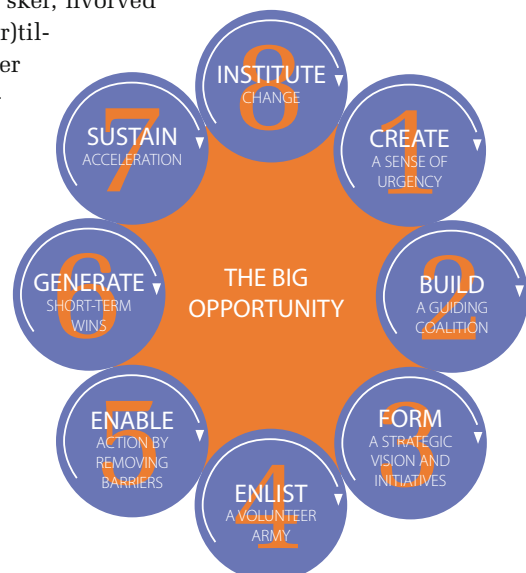 sker, hvorved
r)til-
er
8
INSTITUTE
CHANGE
1
CREATE
A SENSE OF
URGENCY
2
BUILD
A GUIDING
COALITION
3
FORM
A STRATEGIC
VISION AND
INITIATIVES
4
ENLIST
A VOLUNTEER
ARMY
5
ENABLE
ACTION BY
REMOVING
BARRIERS
6
GENERATE
SHORT-TERM
WINS
7
SUSTAIN
ACCELERATION
THE BIG
OPPORTUNITY